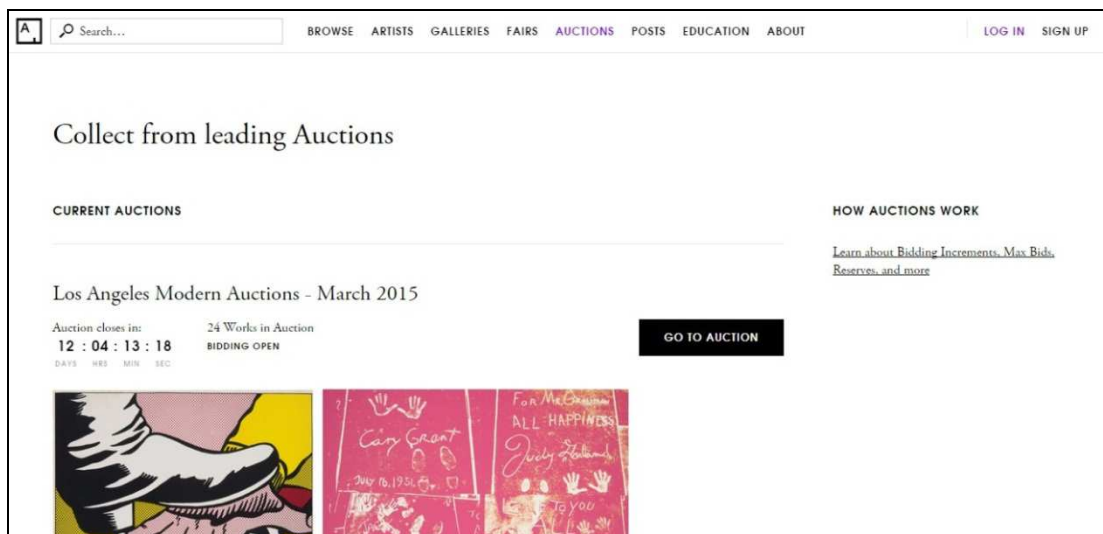 A
Search...
BROWSE ARTISTS GALLERIES FAIRS AUCTIONS POSTS EDUCATION ABOUT
LOG IN SIGN UP
Collect from leading Auctions
CURRENT AUCTIONS
HOW AUCTIONS WORK
Learn about Bidding Increments, Max Bids,
Reserves, and more
Los Angeles Modern Auctions - March 2015
Auction closes in:
12 : 04 : 13 : 18
DAYS HRS MIN SEC
24 Works in Auction
BIDDING OPEN
GO TO AUCTION
Cary Grant
JULY 16, 1951
For Mr
ALL HAPPINESS
Judy
TO YOU